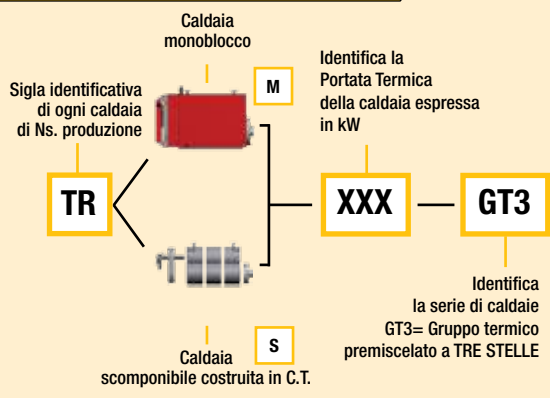 Caldaia
monoblocco
M
Sigla identificativa
di ogni caldaia
di Ns. produzione
TR
Identifica la
Portata Termica
della caldaia espressa
in kW
XXX
GT3
Identifica
la serie di caldaie
GT3= Gruppo termico
premiscelato a TRE STELLE
S
Caldaia
scomponibile costruita in C.T.